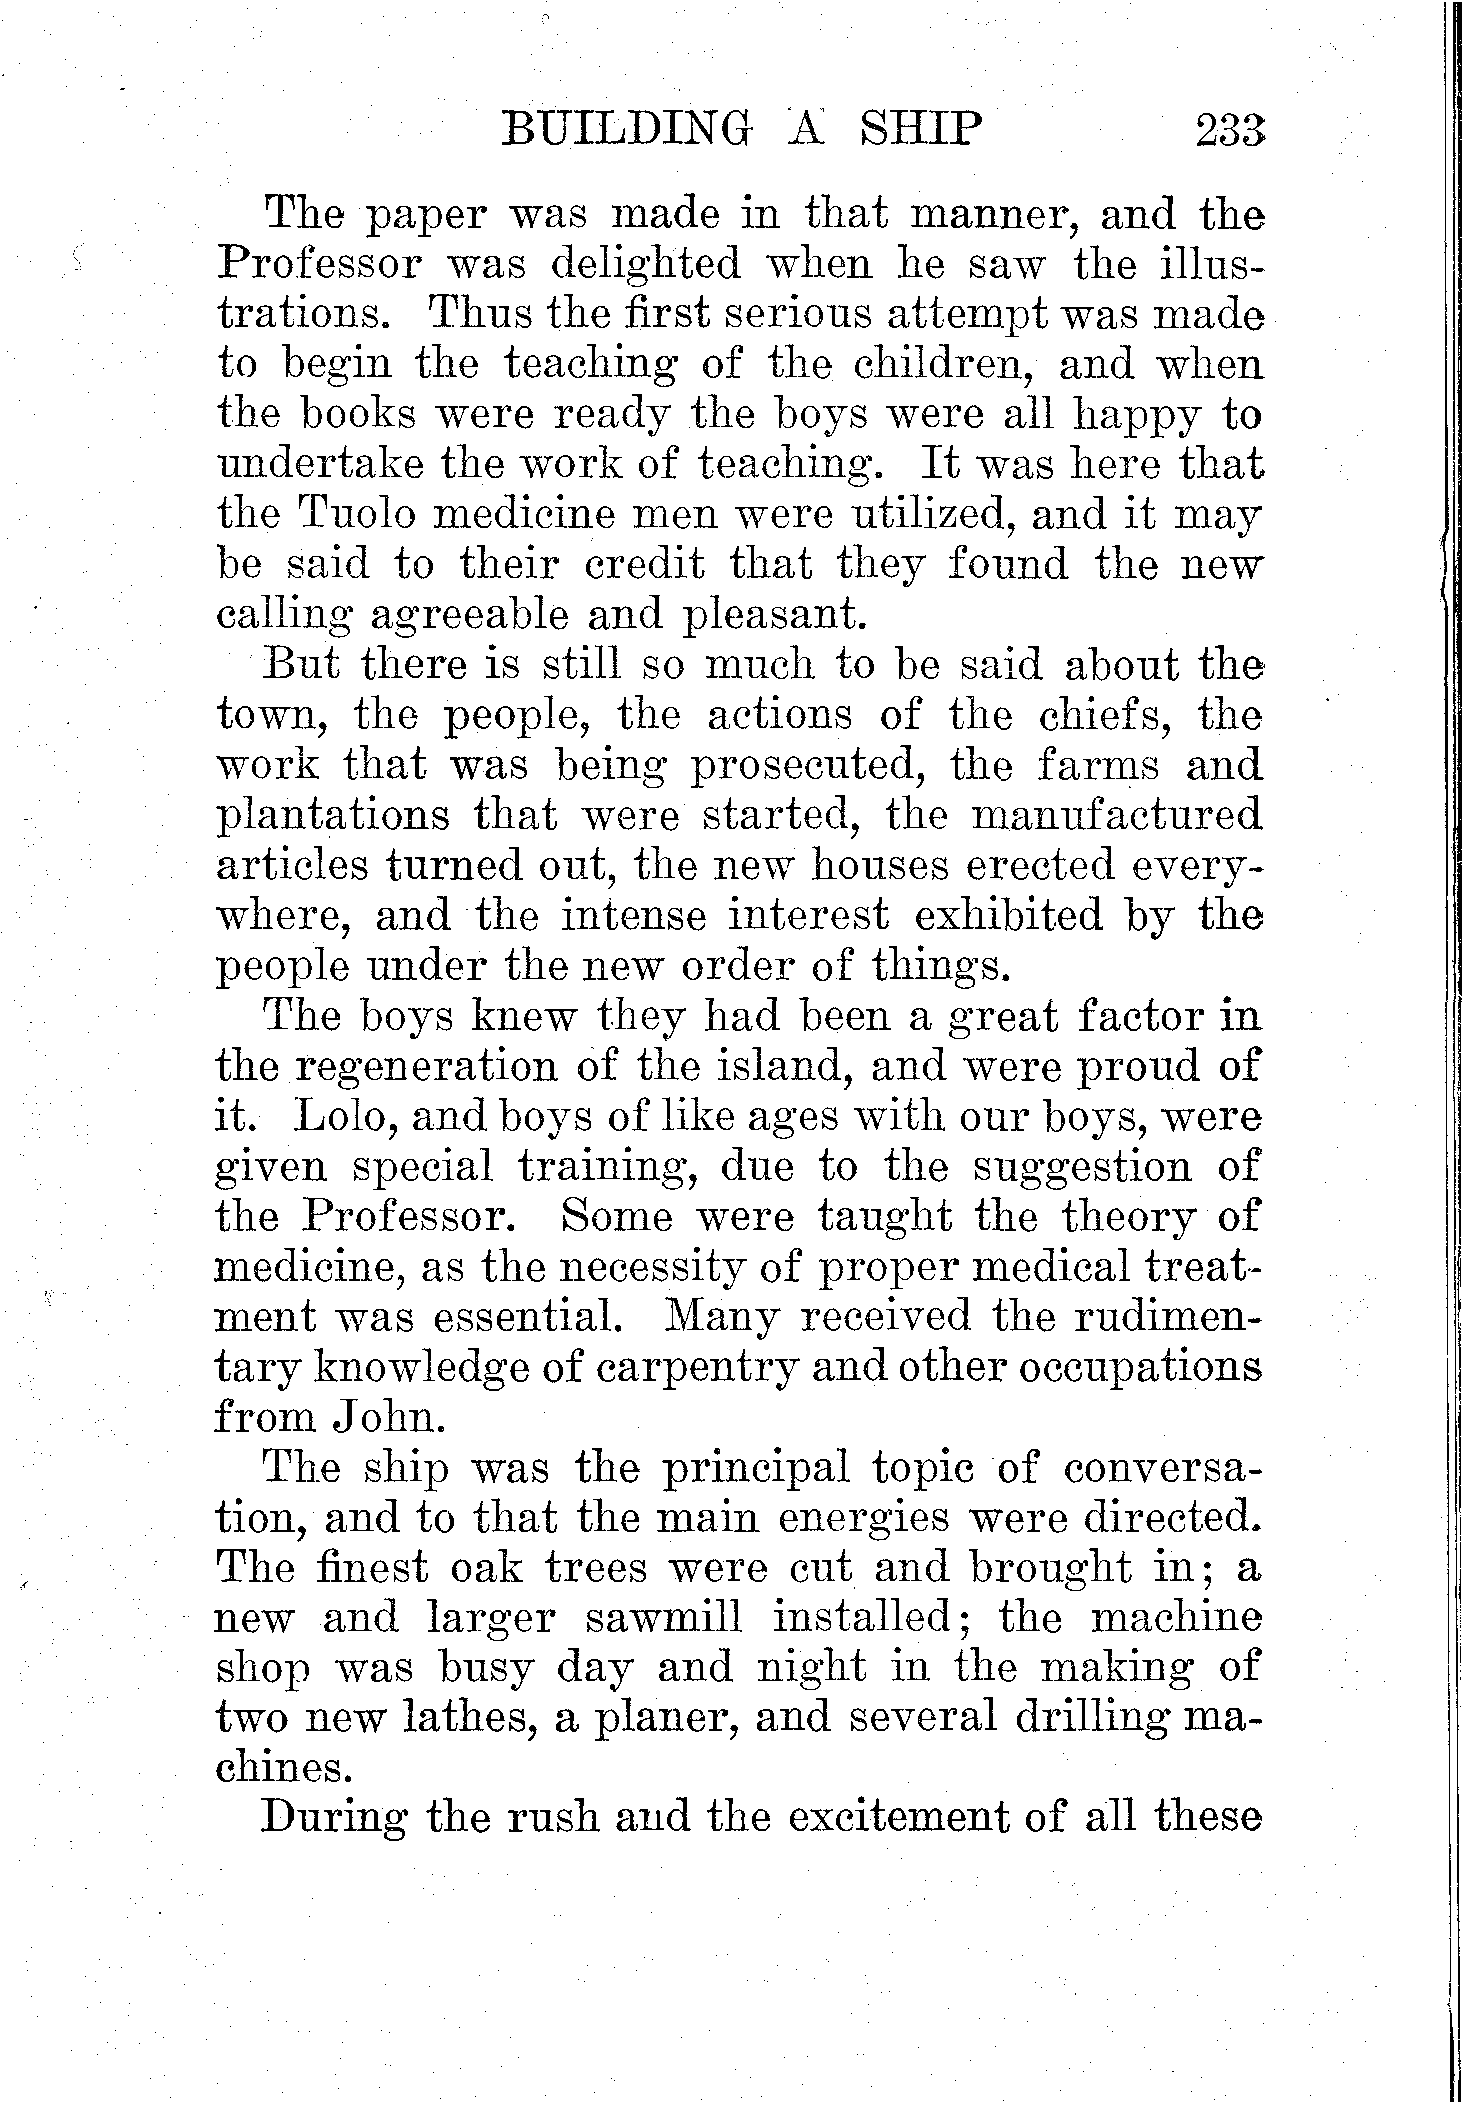 BUILDING A SHIP 233
The paper was made in that manner, and the
Professor was delighted when he saw the illus-
trations. Thus the first serious attempt was made
to begin the teaching of the children, and when
the books were ready the boys were all happy to
undertake the work of teaching. It was here that
the Tuolo medicine men were utilized, and it may
be said to their credit that they found the new
calling agreeable and pleasant.
But there is still so much to be said about the
town, the people, the actions of the chiefs, the
work that was being prosecuted, the farms and
plantations that were started, the manufactured
articles turned out, the new houses erected every-
where, and the intense interest exhibited by the
people under the new order of things.
The boys knew they had been a great factor in
the regeneration of the island, and were proud of
it. Lolo, and boys of like ages with our boys, were
given special training, due to the suggestion of
the Professor. Some were taught the theory of
medicine, as the necessity of proper medical treat-
ment was essential. Many received the rudimen-
tary knowledge of carpentry and other occupations
from John.
The ship was the principal topic of conversa-
tion, and to that the main energies were directed.
The finest oak trees were cut and brought in; a
new and larger sawmill installed; the machine
shop was busy day and night in the making of
two new lathes, a planer, and several drilling ma-
chines.
During the rush and the excitement of all these